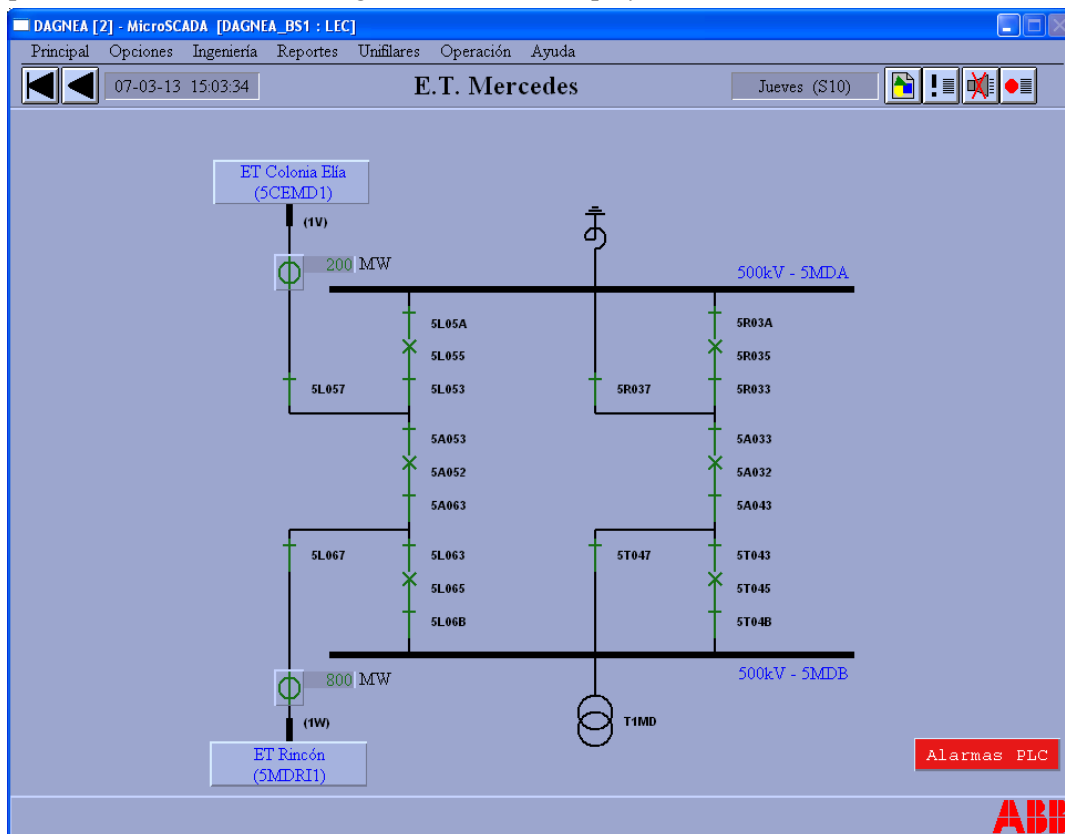 DAGNEA [2] - MicroSCADA [DAGNEA_BS1 : LEC]
Principal Opciones Ingeniería Reportes Unifilares Operación Ayuda
07-03-13 15:03:34
E.T. Mercedes
Jueves (S10)
ET Colonia Elía
(5CEMD1)
(1V)
200 MW
500kV - 5MDA
5L05A
5R03A
5L055
5R035
5L057
5L053
5R037
5R033
5A053
5A033
5A052
5A032
5A063
5A043
5L067
5L063
5T047
5T043
5L065
5T045
5L06B
5T04B
800 MW
500kV - 5MDB
(1W)
T1MD
ET Rincón
(5MDRI1)
Alarmas PLC
ABB